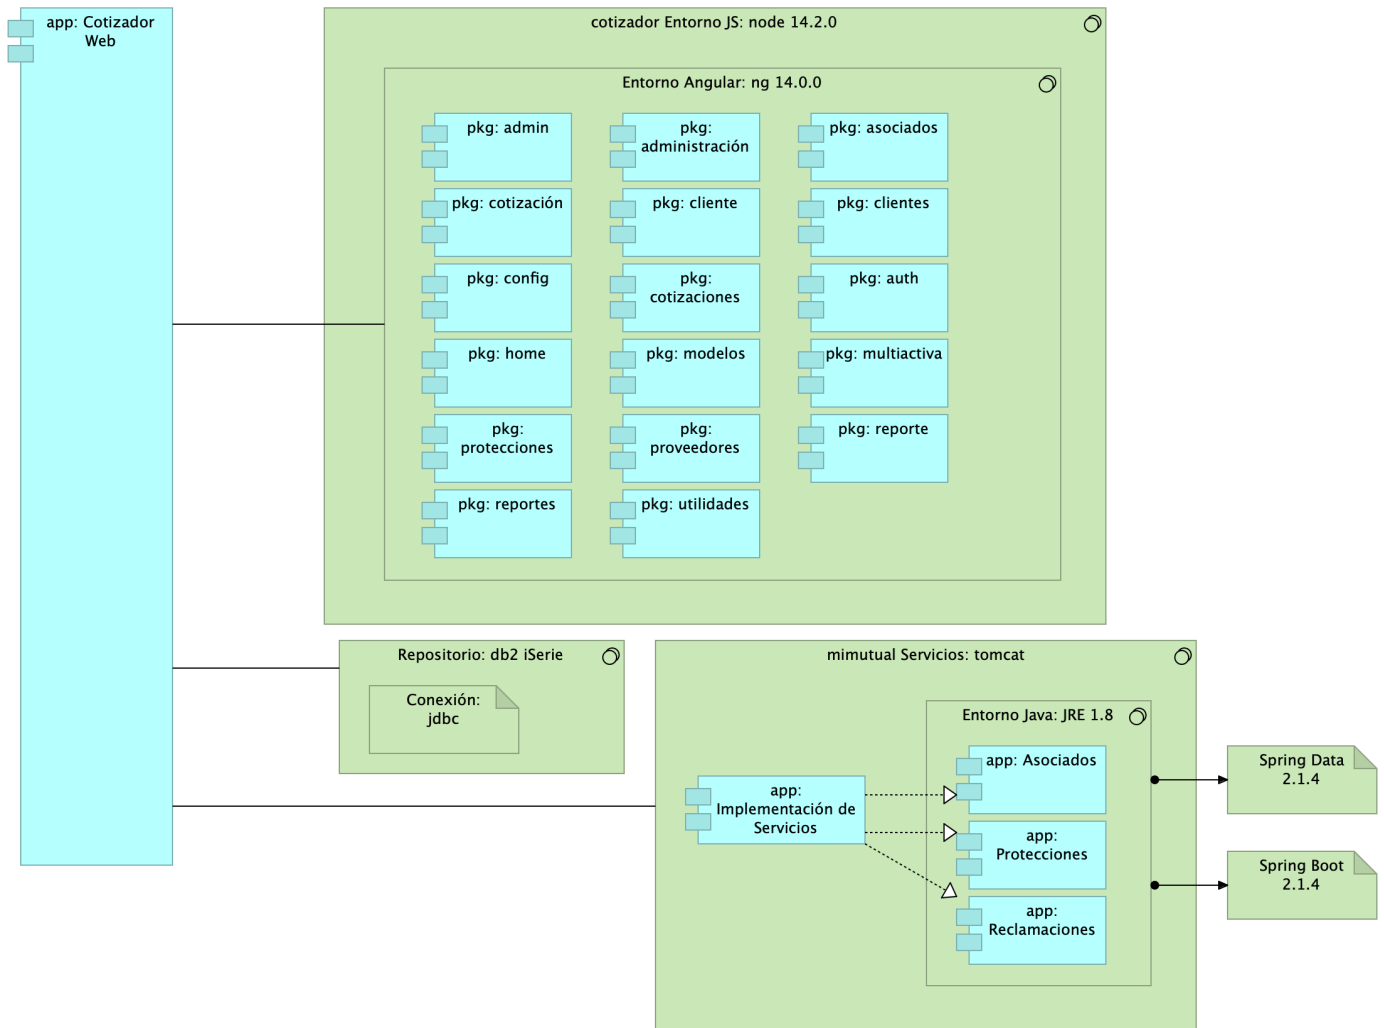 app: Cotizador
Web
cotizador Entorno JS: node 14.2.0
Entorno Angular: ng 14.0.0
pkg: admin
pkg:
administración
pkg: asociados
pkg: cotización
pkg: cliente
pkg: clientes
pkg: config
pkg:
cotizaciones
pkg: auth
pkg: home
pkg: modelos
pkg: multiactiva
pkg:
protecciones
pkg:
proveedores
pkg: reporte
pkg: reportes
pkg: utilidades
Repositorio: db2 iSerie
Conexión:
jdbc
mimutual Servicios: tomcat
app:
Implementación de
Servicios
Entorno Java: JRE 1.8
app: Asociados
app:
Protecciones
app:
Reclamaciones
Spring Data
2.1.4
Spring Boot
2.1.4